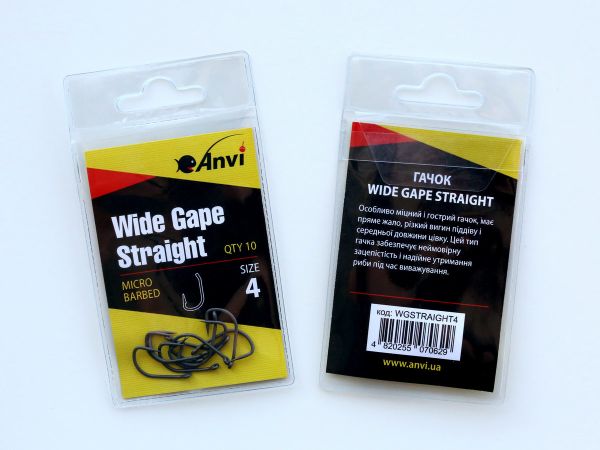 Anvi
Wide Gape
Straight
QTY 10
MICRO
BARBED
SIZE
4
ГАЧОК
WIDE GAPE STRAIGHT
Особливо міцний і гострий гачок, має
пряме жало, різкий вигин піддіву і
середньої довжини цівку. Цей тип
гачка забезпечує неймовірну
зацепістість і надійне утримання
риби під час виважування.
код: WGSTRAIGHT4
4 820255 070629
www.anvi.ua